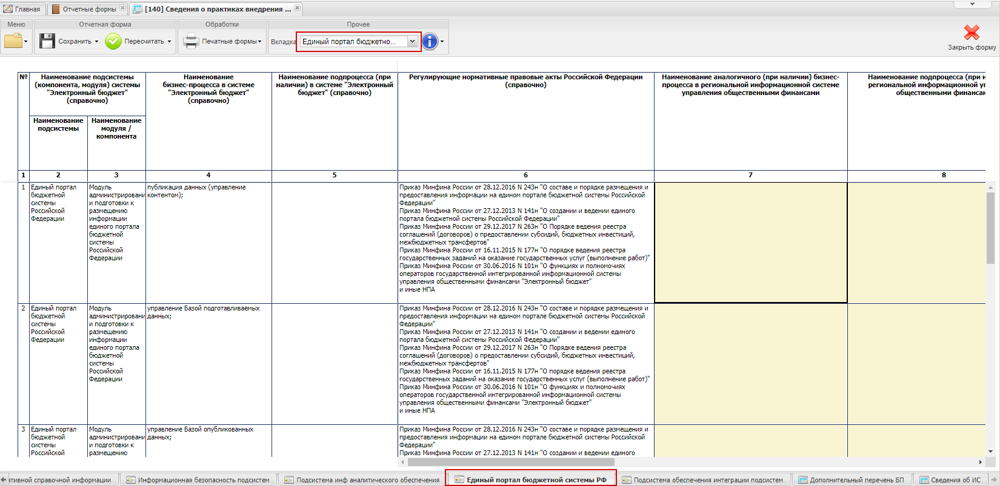 Главная
Отчетные формы
[140] Сведения о практиках внедрения ...
Меню
Отчетная форма
Обработки
Прочее
Сохранить
Пересчитать
Печатные формы
Вкладка
Единый портал бюджетно...
Закрыть форму
№
Наименование подсистемы
(компонента, модуля) системы
"Электронный бюджет"
(справочно)
Наименование
подсистемы
Наименование
модуля /
компонента
Наименование
бизнес-процесса в системе
"Электронный бюджет"
(справочно)
Наименование подпроцесса (при
наличии) в системе "Электронный
бюджет" (справочно)
Регулирующие нормативные правовые акты Российской Федерации
(справочно)
Наименование аналогичного (при наличии) бизнес-
процесса в региональной информационной системе
управления общественными финансами
Наименование подпроцесса (при н
региональной информационной уп
общественными финансам
1 2 3 4 5 6 7 8
1
Единый портал
бюджетной
системы
Российской
Федерации
Модуль
администрировани
и подготовки к
размещению
информации
единого портала
бюджетной
системы
Российской
Федерации
публикация данных (управление
контентом);
Приказ Минфина России от 28.12.2016 N 243н "О составе и порядке размещения и
предоставления информации на едином портале бюджетной системы Российской
Федерации"
Приказ Минфина России от 27.12.2013 N 141н "О создании и ведении единого
портала бюджетной системы Российской Федерации"
Приказ Минфина России от 29.12.2017 N 263н "О Порядке ведения реестра
соглашений (договоров) о предоставлении субсидий, бюджетных инвестиций,
межбюджетных трансфертов"
Приказ Минфина России от 16.11.2015 N 177н "О порядке ведения реестра
государственных заданий на оказание государственных услуг (выполнение работ)"
Приказ Минфина России от 30.06.2016 N 101н "О функциях и полномочиях
операторов государственной интегрированной информационной системы
управления общественными финансами "Электронный бюджет"
и иные НПА
2
Единый портал
бюджетной
системы
Российской
Федерации
Модуль
администрировани
и подготовки к
размещению
информации
единого портала
бюджетной
системы
Российской
Федерации
управление Базой подготавливаемых
данных;
Приказ Минфина России от 28.12.2016 N 243н "О составе и порядке размещения и
предоставления информации на едином портале бюджетной системы Российской
Федерации"
Приказ Минфина России от 27.12.2013 N 141н "О создании и ведении единого
портала бюджетной системы Российской Федерации"
Приказ Минфина России от 29.12.2017 N 263н "О Порядке ведения реестра
соглашений (договоров) о предоставлении субсидий, бюджетных инвестиций,
межбюджетных трансфертов"
Приказ Минфина России от 16.11.2015 N 177н "О порядке ведения реестра
государственных заданий на оказание государственных услуг (выполнение работ)"
Приказ Минфина России от 30.06.2016 N 101н "О функциях и полномочиях
операторов государственной интегрированной информационной системы
управления общественными финансами "Электронный бюджет"
и иные НПА
3
Единый портал
бюджетной
системы
Российской
Модуль
администрировани
и подготовки к
размещению
управление Базой опубликованных
данных;
Приказ Минфина России от 28.12.2016 N 243н "О составе и порядке размещения и
предоставления информации на едином портале бюджетной системы Российской
Федерации"
Приказ Минфина России от 27.12.2013 N 141н "О создании и ведении единого
ативной справочной информации
Информационная безопасность подсистем
Подсистема инф аналитического обеспечения
Единый портал бюджетной системы РФ
Подсистема обеспечения интеграции подсистем
Дополнительный перечень БП
Сведения об ИС